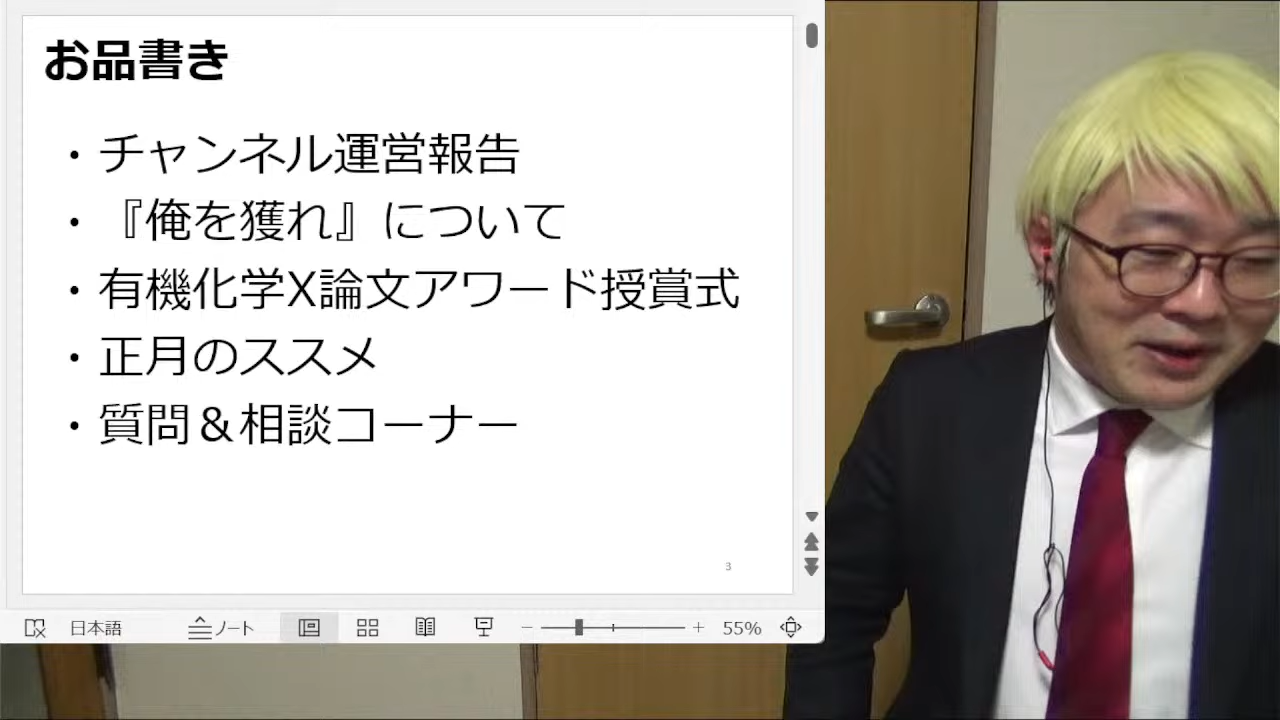 お品書き
・チャンネル運営報告
・『俺を獲れ』について
・有機化学X論文アワード授賞式
・正月のススメ
・質問＆相談コーナー
3
日本語 ノート 55%